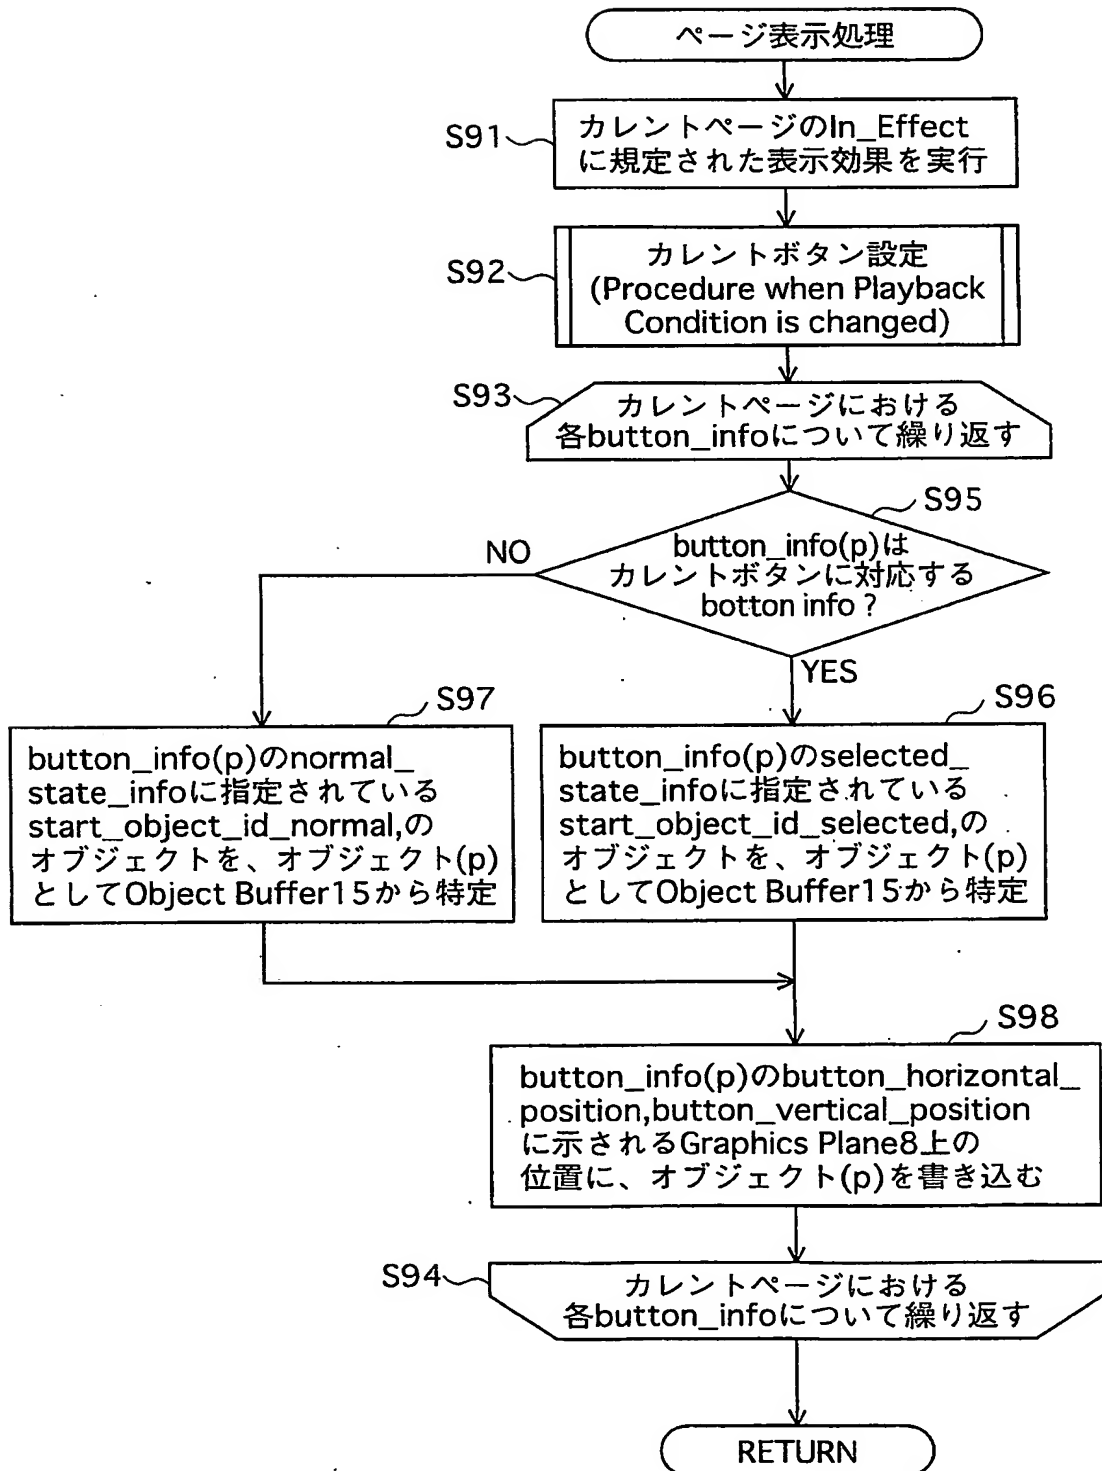 ページ表示処理
S91
カレントページのIn_Effect
に規定された表示効果を実行
S92
カレントボタン設定
(Procedure when Playback
Condition is changed)
S93
カレントページにおける
各button_infoについて繰り返す
S95
button_info(p)は
カレントボタンに対応する
botton info？
NO
YES
S97
button_info(p)のnormal_
state_infoに指定されている
start_object_id_normal,の
オブジェクトを、オブジェクト(p)
としてObject Buffer15から特定
S96
button_info(p)のselected_
state_infoに指定されている
start_object_id_selected,の
オブジェクトを、オブジェクト(p)
としてObject Buffer15から特定
S98
button_info(p)のbutton_horizontal_
position,button_vertical_position
に示されるGraphics Plane8上の
位置に、オブジェクト(p)を書き込む
S94
カレントページにおける
各button_infoについて繰り返す
RETURN